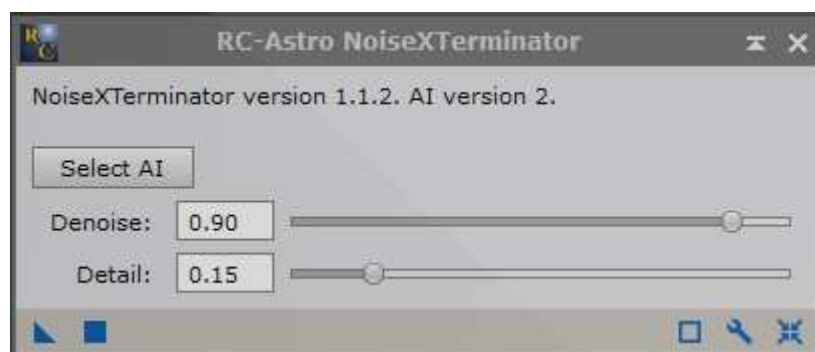 RC
RC-Astro NoiseXTerminator
NoiseXTerminator version 1.1.2. AI version 2.
Select AI
Denoise: 0.90
Detail: 0.15